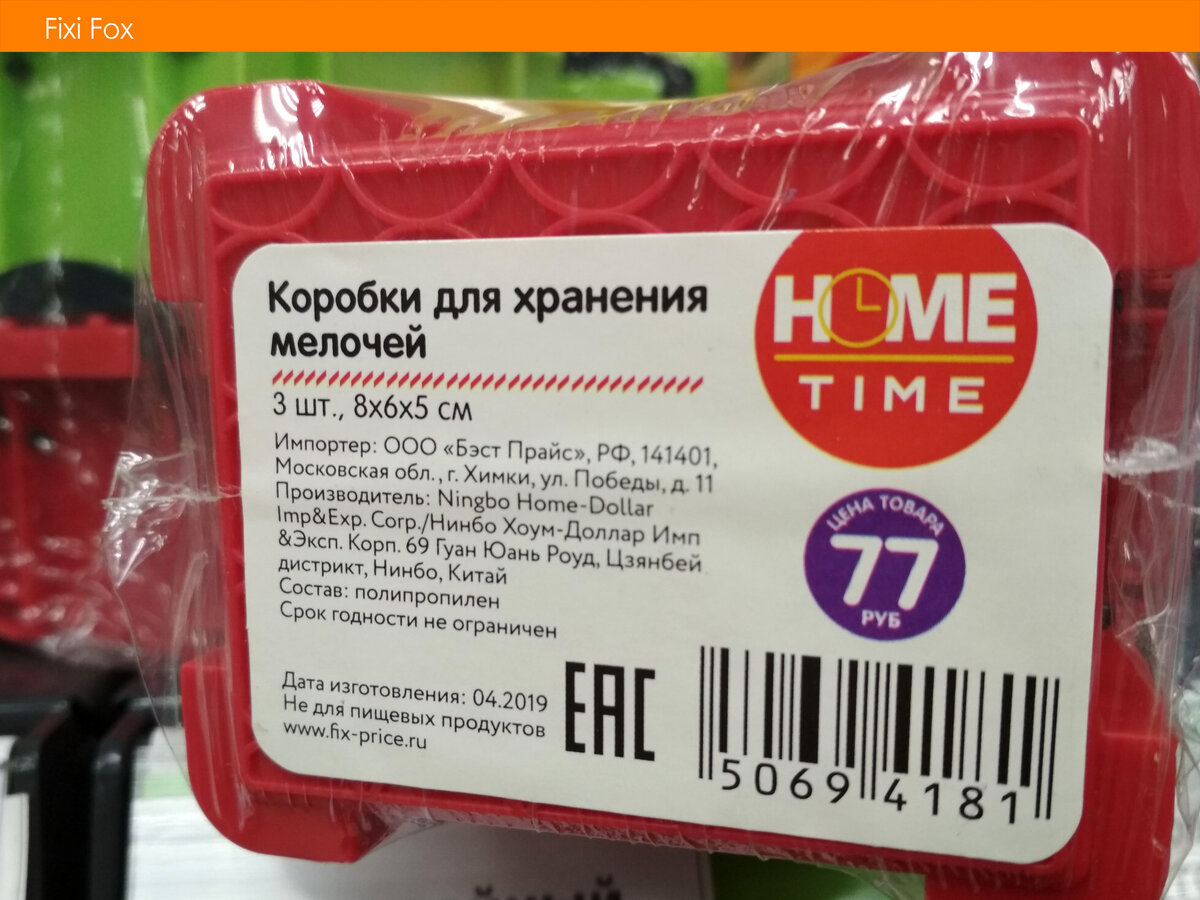 Fixi Fox
Коробки для хранения
мелочей
3 шт., 8х6х5 см
Импортер: ООО «Бэст Прайс», РФ, 141401,
Московская обл., г. Химки, ул. Победы, д. 11
Производитель: Ningbo Home-Dollar
Imp&Exp. Corp./Нинбо Хоум-Доллар Имп
&Эксп. Корп. 69 Гуан Юань Роуд, Цзянбей
дистрикт, Нинбо, Китай
Состав: полипропилен
Срок годности не ограничен
Дата изготовления: 04.2019
Не для пищевых продуктов
www.fix-price.ru
EAC
HOME
TIME
ЦЕНА ТОВАРА
77
РУБ
5069 4181